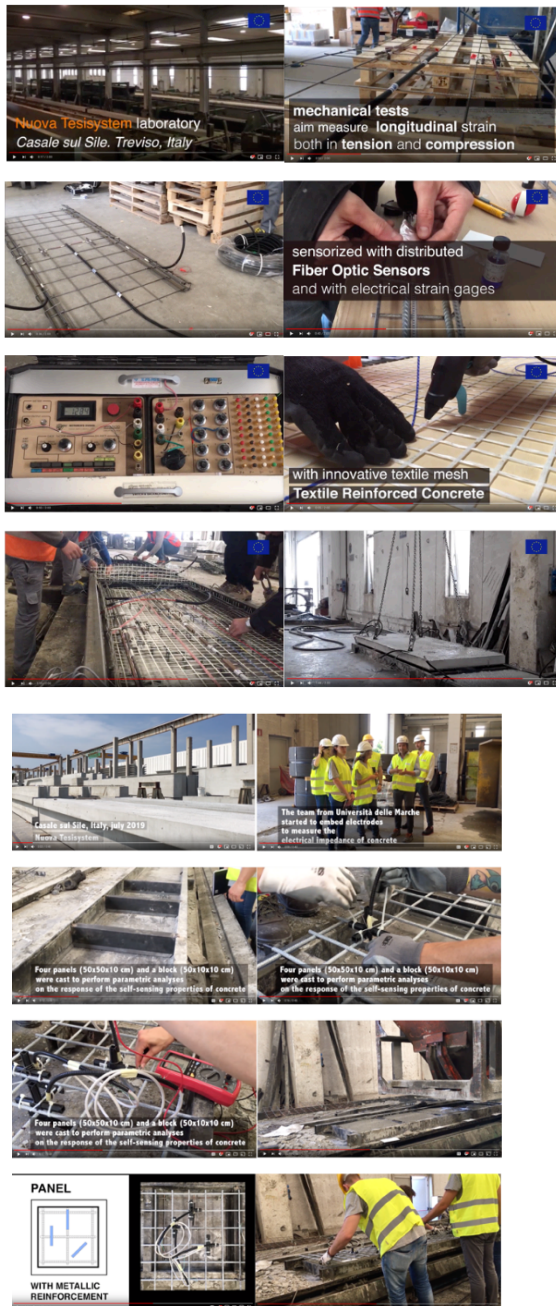 Nuova Tesisystem laboratory
Casale sul Sile. Treviso, Italy
mechanical tests
aim measure longitudinal strain
both in tension and compression
sensorized with distributed
Fiber Optic Sensors
and with electrical strain gages
with innovative textile mesh
Textile Reinforced Concrete
Casale sul Sile, Italy, july 2019
Nuova Tesisystem
The team from Università delle Marche
started to embed electrodes
to measure the
electrical impedance of concrete
Four panels (50x50x10 cm) and a block (50x10x10 cm)
were cast to perform parametric analyses
on the response of the self-sensing properties of concrete
Four panels (50x50x10 cm) and a block (50x10x10 cm)
were cast to perform parametric analyses
on the response of the self-sensing properties of concrete
Four panels (50x50x10 cm) and a block (50x10x10 cm)
were cast to perform parametric analyses
on the response of the self-sensing properties of concrete
PANEL
WITH METALLIC
REINFORCEMENT